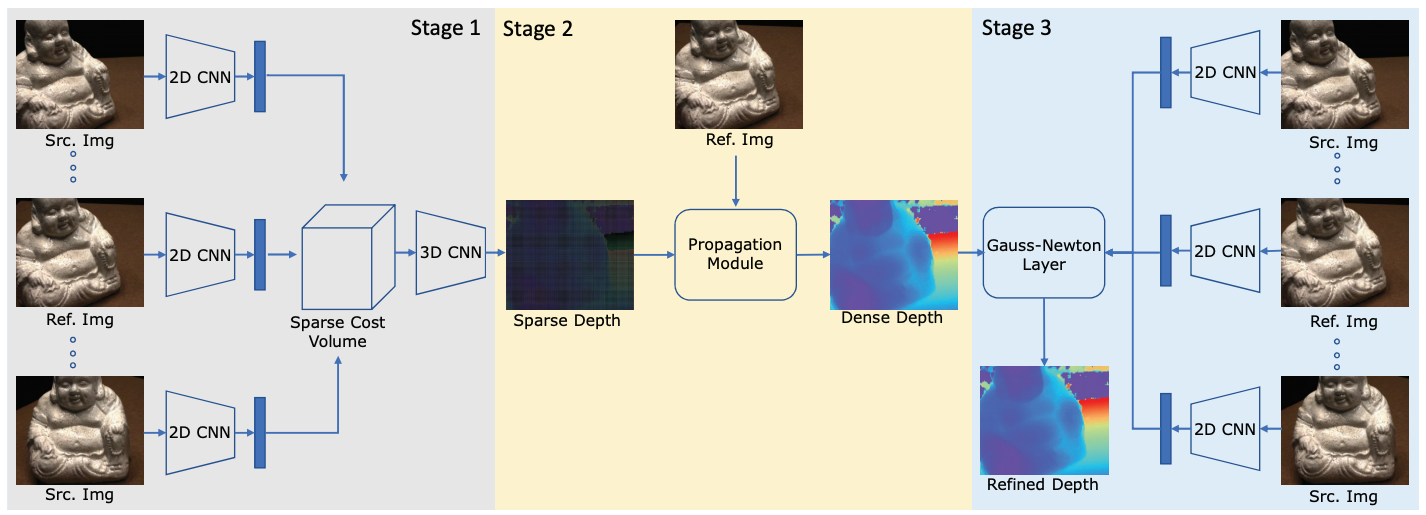 Stage 1
Src. Img
2D CNN
Ref. Img
2D CNN
Src. Img
2D CNN
Sparse Cost
Volume
3D CNN
Stage 2
Ref. Img
Sparse Depth
Propagation
Module
Dense Depth
Stage 3
Gauss-Newton
Layer
Refined Depth
2D CNN
Src. Img
2D CNN
Ref. Img
2D CNN
Src. Img